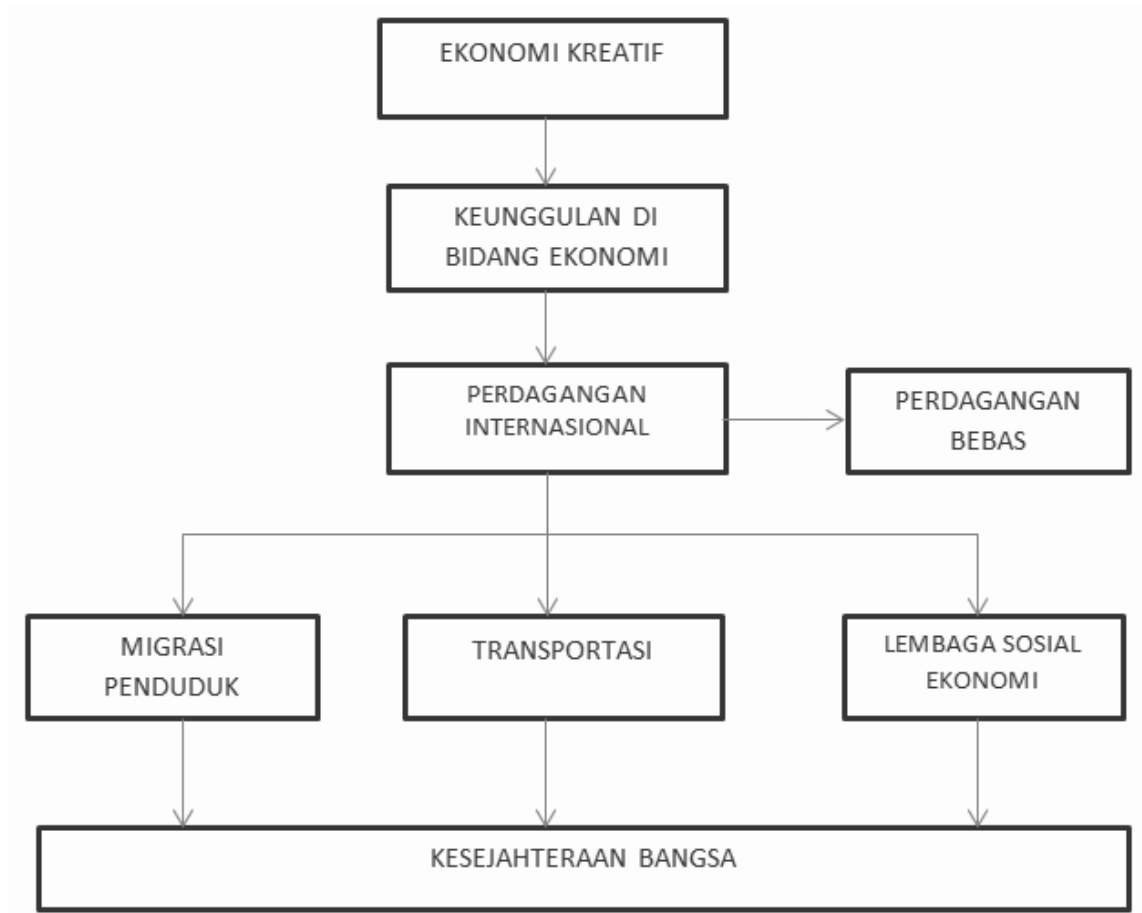 EKONOMI KREATIF
KEUNGGULAN DI
BIDANG EKONOMI
PERDAGANGAN
INTERNASIONAL
PERDAGANGAN
BEBAS
MIGRASI
PENDUDUK
TRANSPORTASI
LEMBAGA SOSIAL
EKONOMI
KESEJAHTERAAN BANGSA